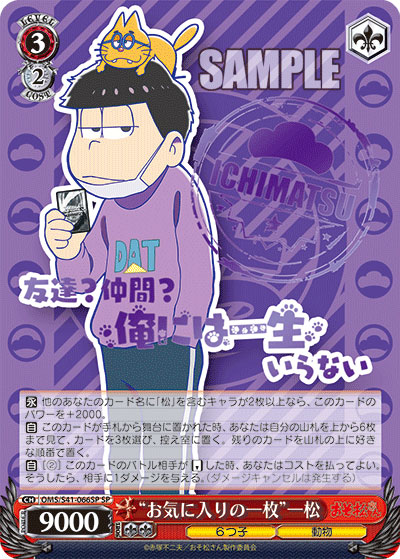 LEVEL
3
2
COST
SAMPLE
ICHIMATSU
DAT
友達?仲間?
俺には一生
いらない
永 他のあなたのカード名に「松」を含むキャラが2枚以上なら、このカードの
パワーを+2000。
自 このカードが手札から舞台に置かれた時、あなたは自分の山札を上から6枚
まで見て、カードを3枚選び、控え室に置く。残りのカードを山札の上に好き
な順番で置く。
自 [②] このカードのバトル相手が
した時、あなたはコストを払ってよい。
そうしたら、相手に2ダメージを与える。(ダメージキャンセルは発生する)
CH OMS/S41-066SP SP
9000
“お気に入りの一枚”一松
おそ松さん
6つ子
動物
©赤塚不二夫/おそ松さん製作委員会